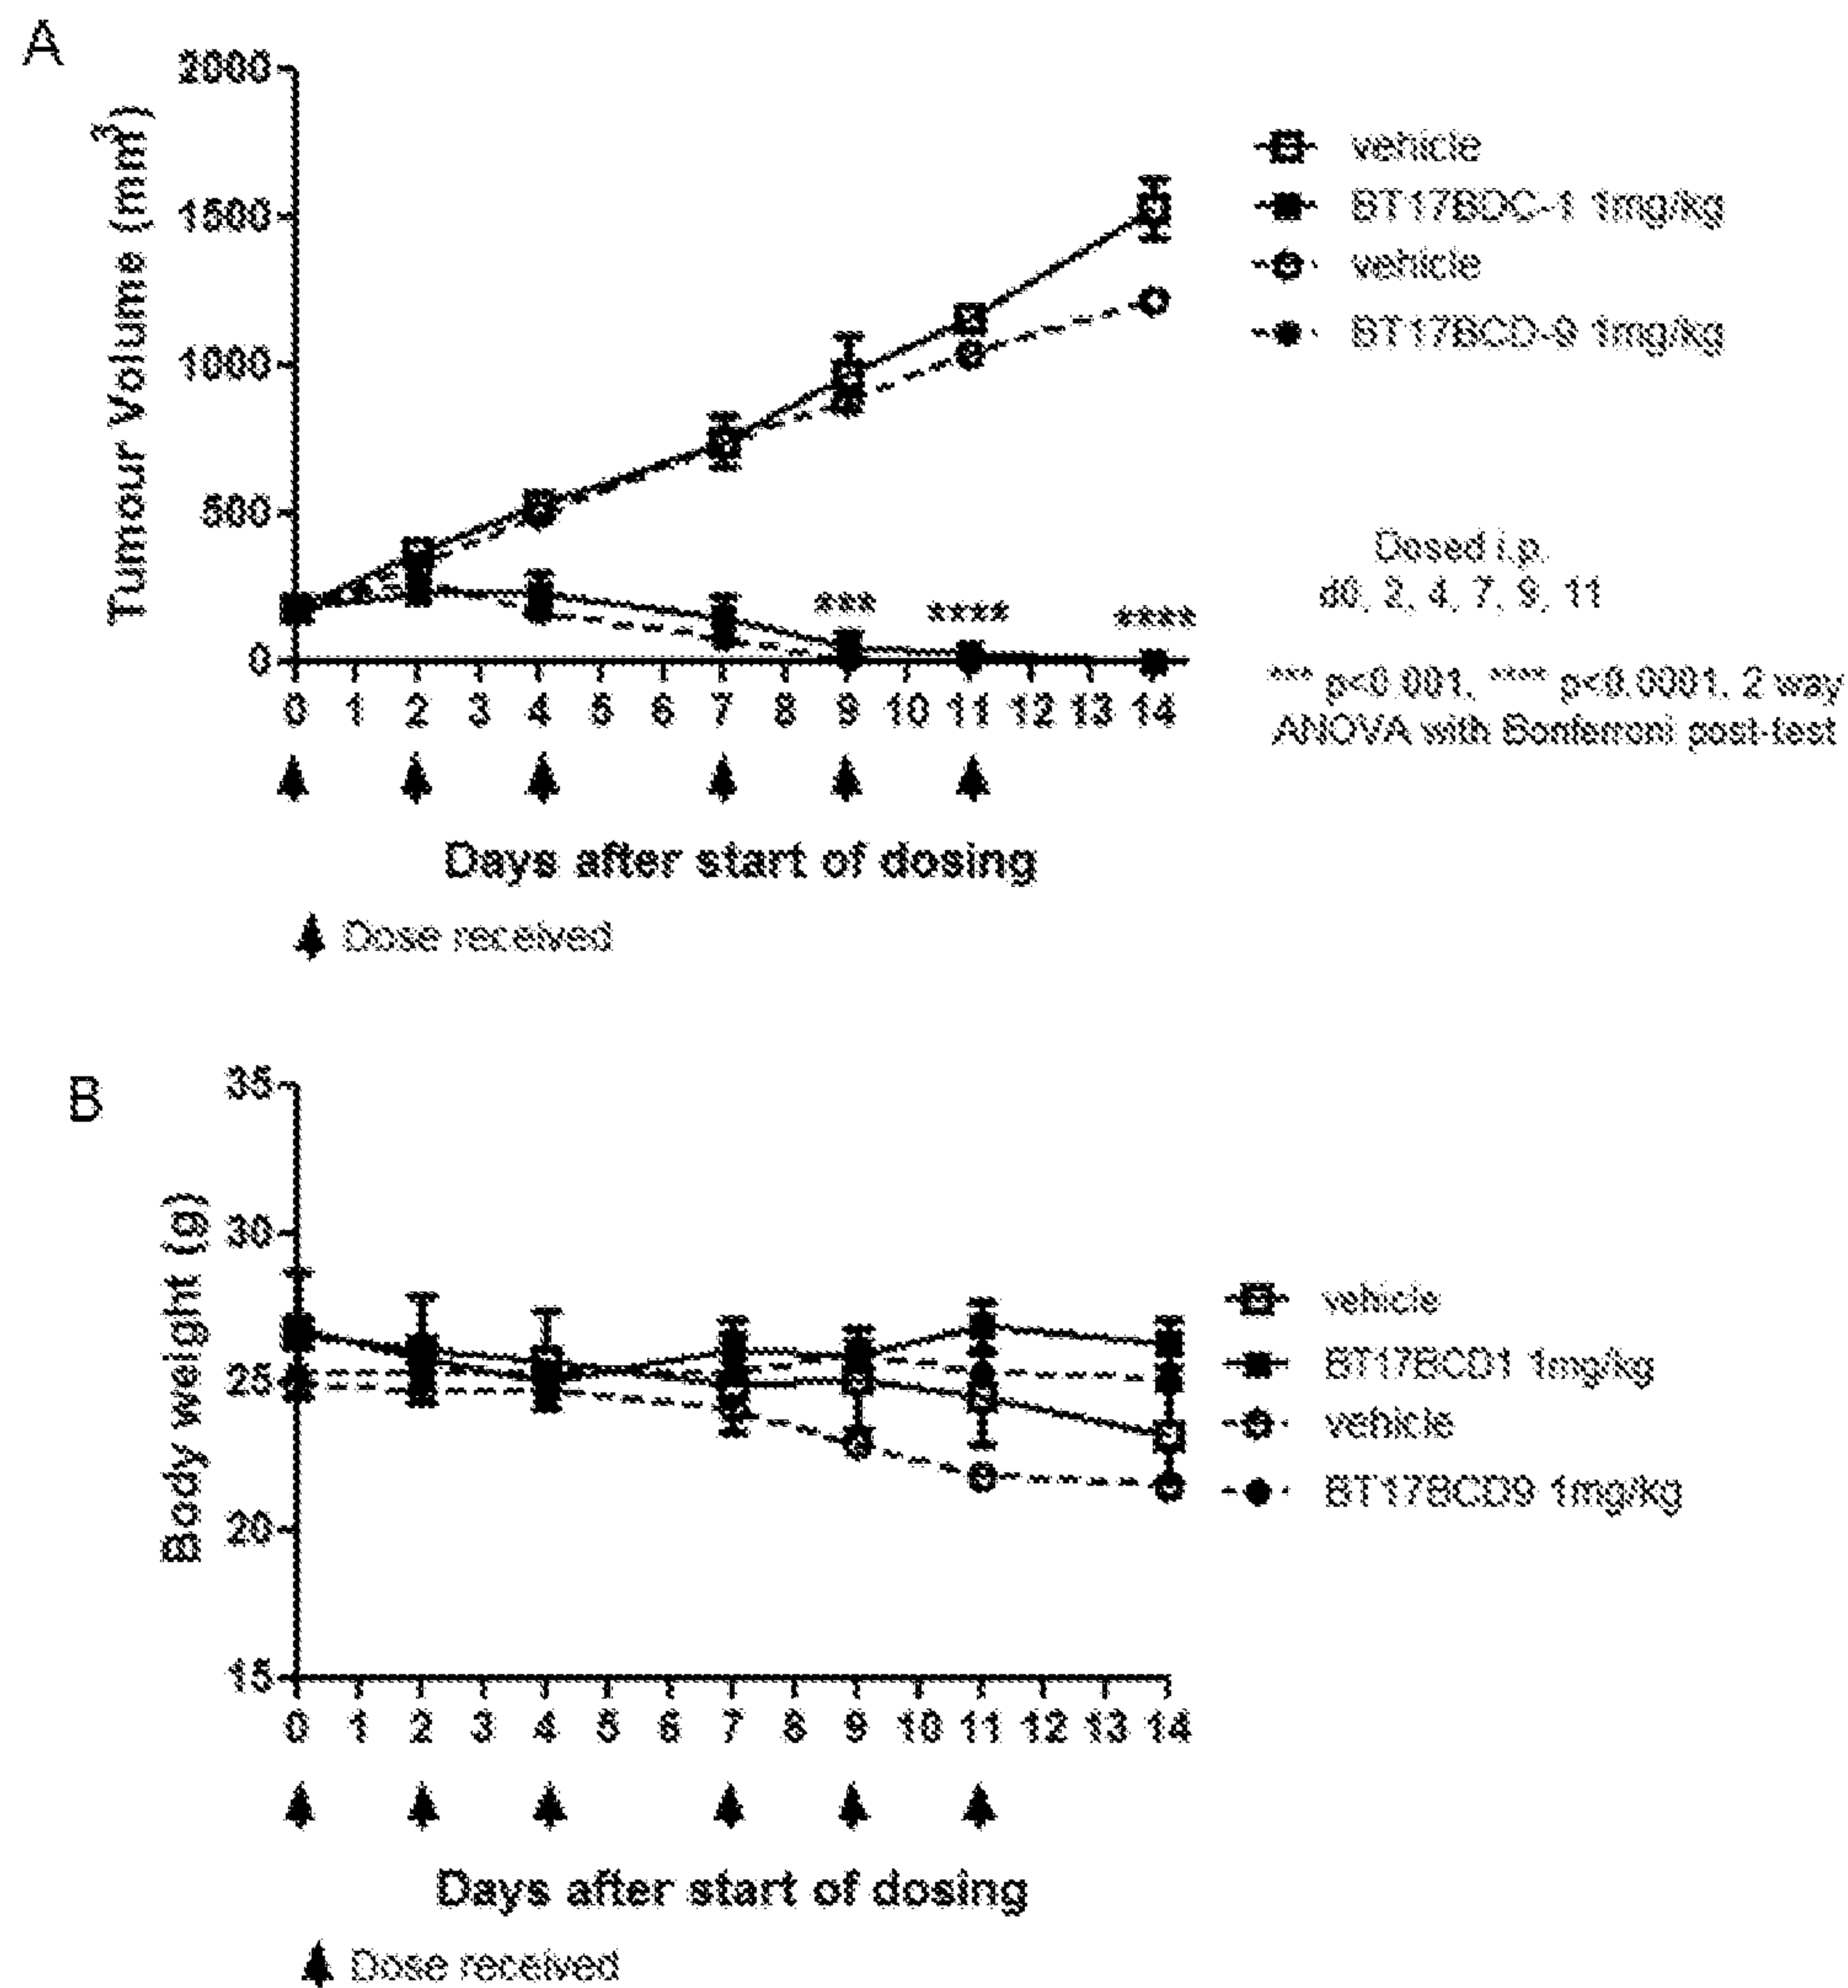 A
2000
1500
1000
500
0
Tumour Volume (mm3)
0 1 2 3 4 5 6 7 8 9 10 11 12 13 14
*** **** ****
Days after start of dosing
Dose received
vehicle
BT17BDC-1 1mg/kg
vehicle
BT17BCD-9 1mg/kg
Dosed i.p.
d0, 2, 4, 7, 9, 11
*** p<0.001, **** p<0.0001, 2 way
ANOVA with Bonferroni post-test
B
35
30
25
20
15
Body weight (g)
0 1 2 3 4 5 6 7 8 9 10 11 12 13 14
Days after start of dosing
Dose received
vehicle
BT17BCD1 1mg/kg
vehicle
BT17BCD9 1mg/kg